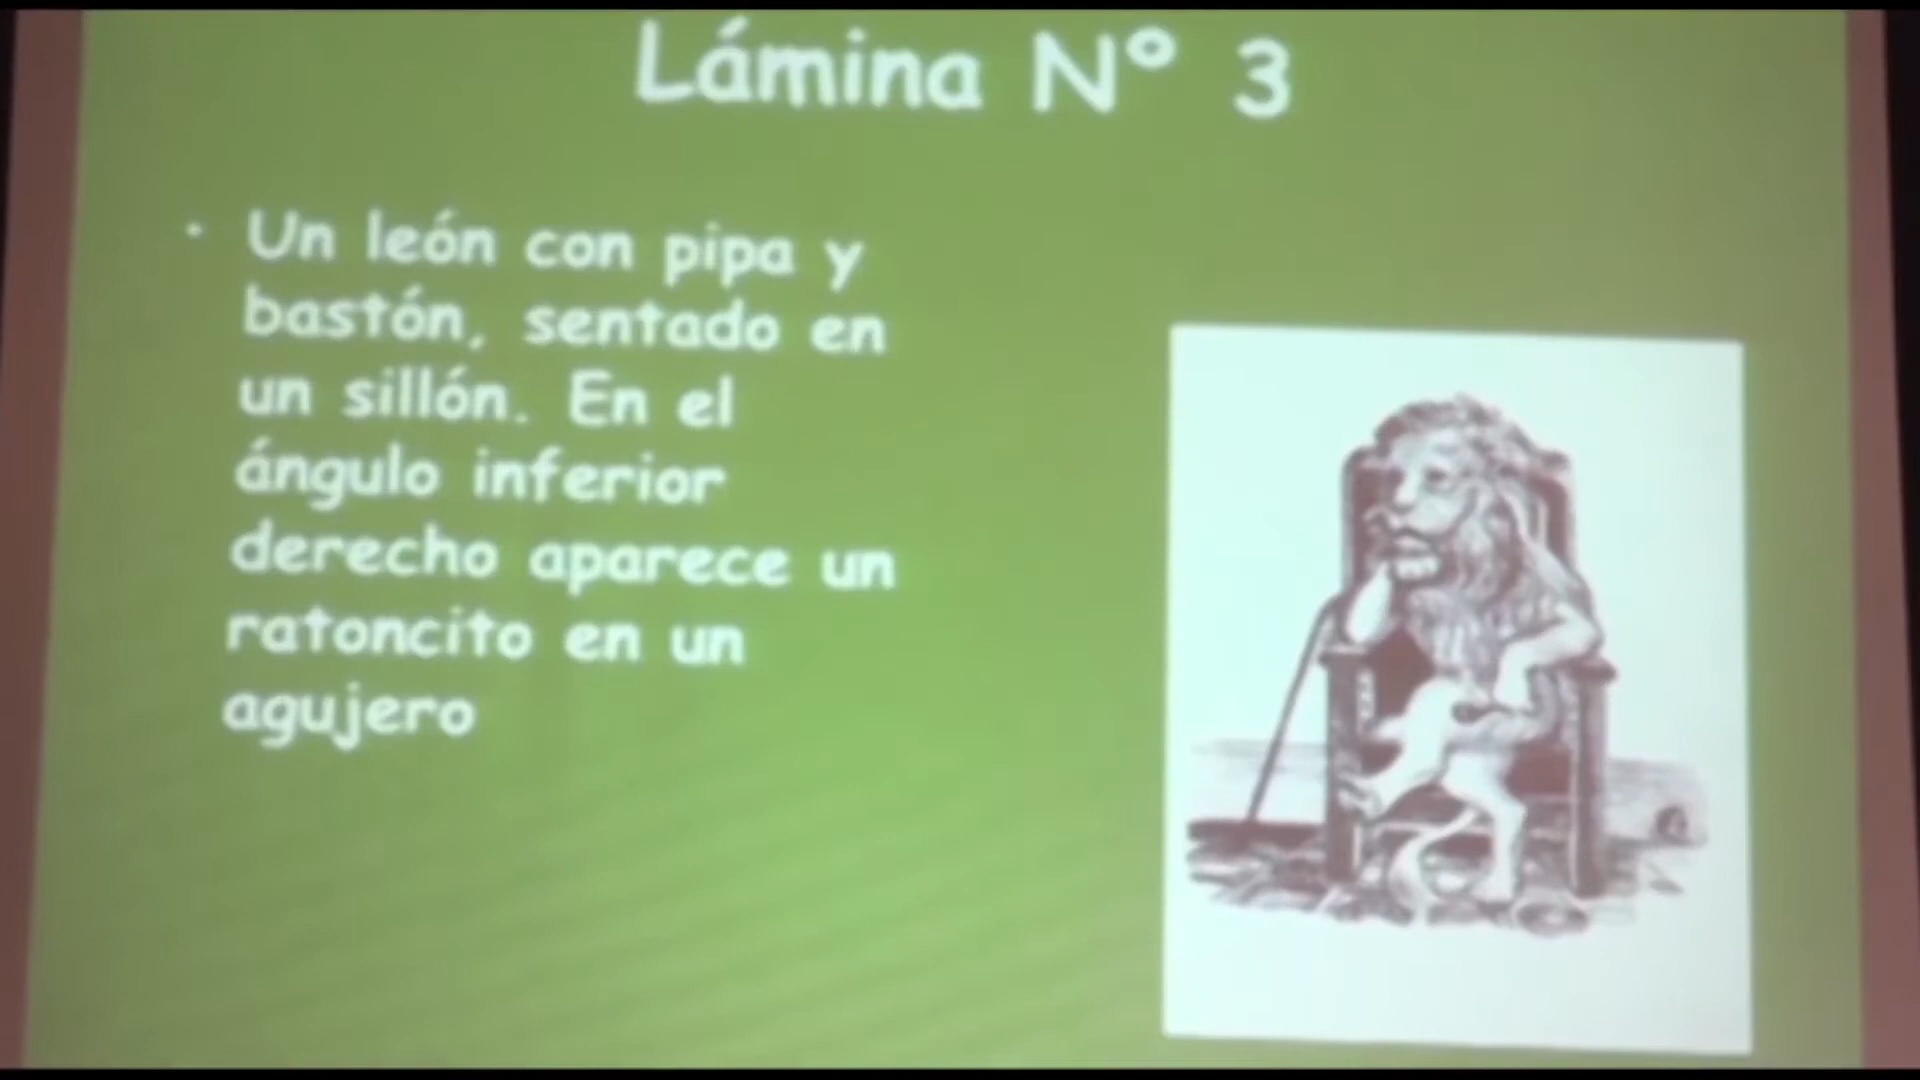 Lámina Nº 3
• Un león con pipa y
bastón, sentado en
un sillón. En el
ángulo inferior
derecho aparece un
ratoncito en un
agujero